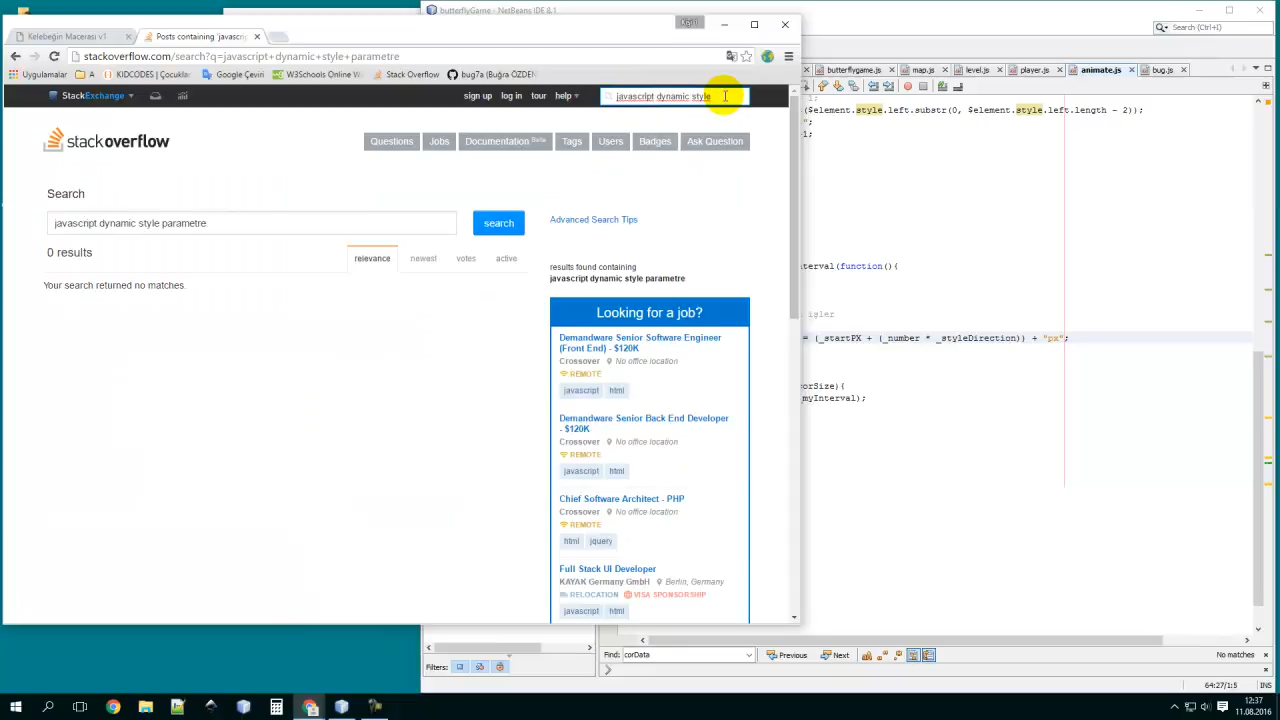 butterflyGame - NetBeans IDE 8.1
Kelebeğin Macerası v1
Posts containing 'javascri
stackoverflow.com/search?q=javascript+dynamic+style+parametre
Search (Ctrl+I)
Uygulamalar
A
KIDCODES | Çocuklar
Google Çeviri
W3Schools Online We
Stack Overflow
bug7a (Buğra ÖZDEN
butterflyGame.js
map.js
level.js
player.js
animate.js
bug.js
StackExchange
sign up
log in
tour
help
javascript dynamic style
$element.style.left.substr(0, $element.style.left.length - 2));
stackoverflow
Questions
Jobs
Documentation Beta
Tags
Users
Badges
Ask Question
Search
javascript dynamic style parametre
search
Advanced Search Tips
0 results
relevance
newest
votes
active
Your search returned no matches.
results found containing
javascript dynamic style parametre
terval(function(){
işler
= (_startPX + (_number * _styleDirection)) + "px";
orSize){
myInterval);
Looking for a job?
Demandware Senior Software Engineer
(Front End) - $120K
Crossover
No office location
REMOTE
javascript
html
Demandware Senior Back End Developer
- $120K
Crossover
No office location
REMOTE
javascript
html
Chief Software Architect - PHP
Crossover
No office location
REMOTE
html
jquery
Full Stack UI Developer
KAYAK Germany GmbH
Berlin, Germany
RELOCATION
VISA SPONSORSHIP
javascript
html
Find:
corData
Previous
Next
No matches
Filters:
64:27/1:5
INS
12:37
11.08.2016